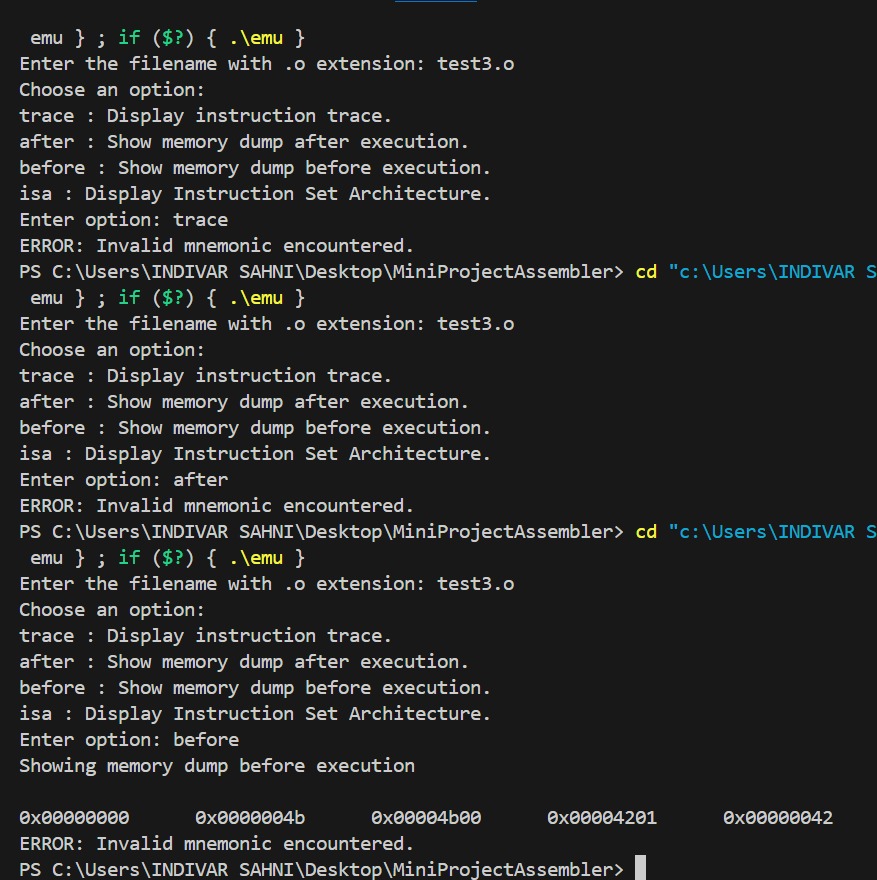 emu } ; if ($?) { .\emu }
Enter the filename with .o extension: test3.o
Choose an option:
trace : Display instruction trace.
after : Show memory dump after execution.
before : Show memory dump before execution.
isa : Display Instruction Set Architecture.
Enter option: trace
ERROR: Invalid mnemonic encountered.
PS C:\Users\INDIVAR SAHNI\Desktop\MiniProjectAssembler> cd "c:\Users\INDIVAR S
emu } ; if ($?) { .\emu }
Enter the filename with .o extension: test3.o
Choose an option:
trace : Display instruction trace.
after : Show memory dump after execution.
before : Show memory dump before execution.
isa : Display Instruction Set Architecture.
Enter option: after
ERROR: Invalid mnemonic encountered.
PS C:\Users\INDIVAR SAHNI\Desktop\MiniProjectAssembler> cd "c:\Users\INDIVAR S
emu } ; if ($?) { .\emu }
Enter the filename with .o extension: test3.o
Choose an option:
trace : Display instruction trace.
after : Show memory dump after execution.
before : Show memory dump before execution.
isa : Display Instruction Set Architecture.
Enter option: before
Showing memory dump before execution
0x00000000 0x0000004b 0x00004b00 0x00004201 0x00000042
ERROR: Invalid mnemonic encountered.
PS C:\Users\INDIVAR SAHNI\Desktop\MiniProjectAssembler>